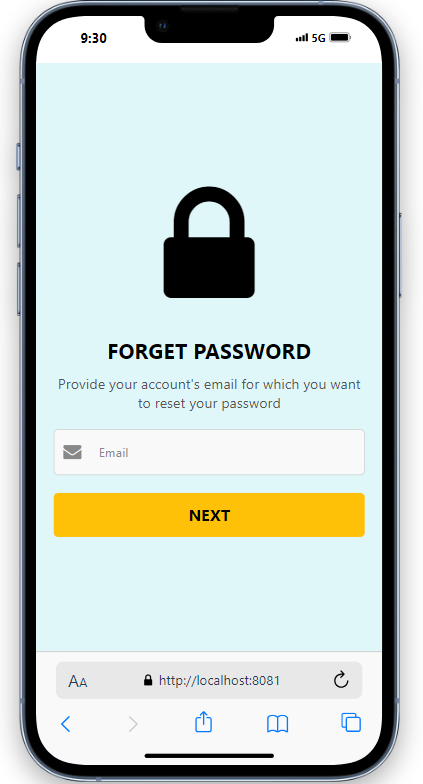 9:30 5G
FORGET PASSWORD
Provide your account's email for which you want
to reset your password
Email
NEXT
AA http://localhost:8081